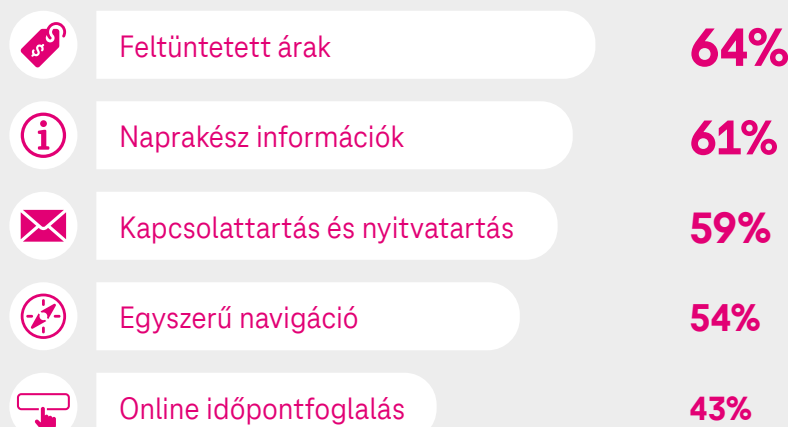 Feltüntetett árak 64%
Naprakész információk 61%
Kapcsolattartás és nyitvatartás 59%
Egyszerű navigáció 54%
Online időpontfoglalás 43%